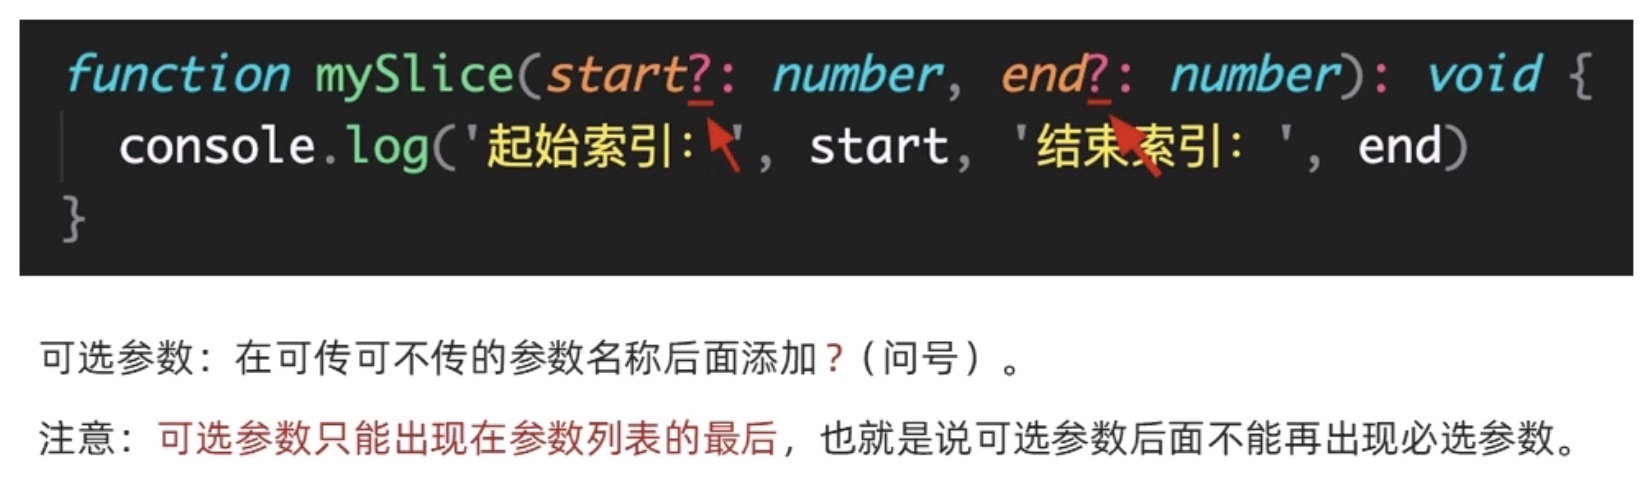 function mySlice(start?: number, end?: number): void {
console.log('起始索引：', start, '结束索引：', end)
}
可选参数：在可传可不传的参数名称后面添加 ?（问号）。
注意：可选参数只能出现在参数列表的最后，也就是说可选参数后面不能再出现必选参数。